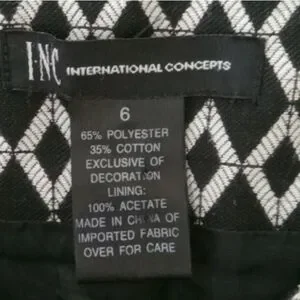 I·N·C INTERNATIONAL CONCEPTS
6
65% POLYESTER
35% COTTON
EXCLUSIVE OF
DECORATION
LINING:
100% ACETATE
MADE IN CHINA OF
IMPORTED FABRIC
OVER FOR CARE